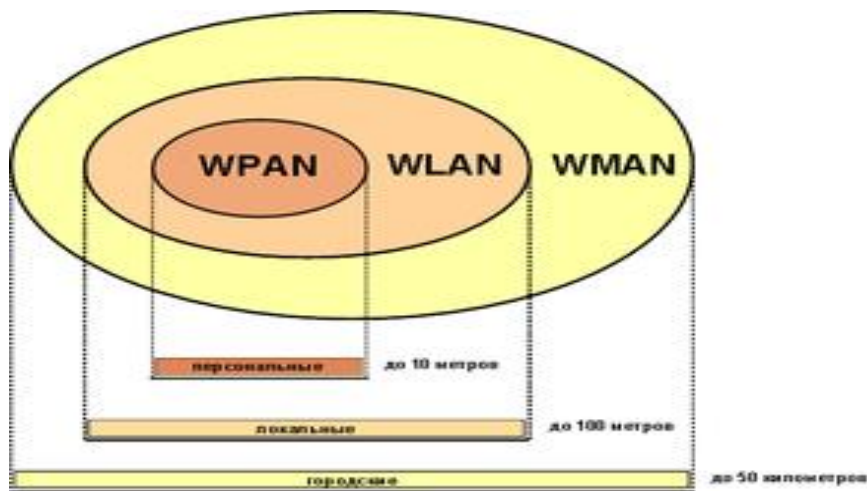 WPAN WLAN WMAN
персональные до 10 метров
локальные до 100 метров
городские до 50 километров